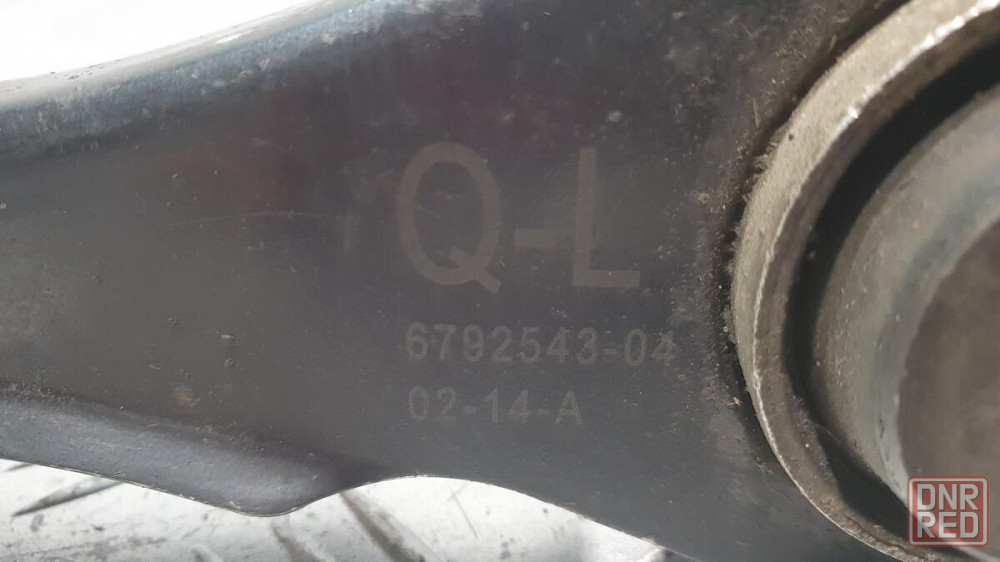 Q-L
6792543-04
02-14-A
DNR
RED